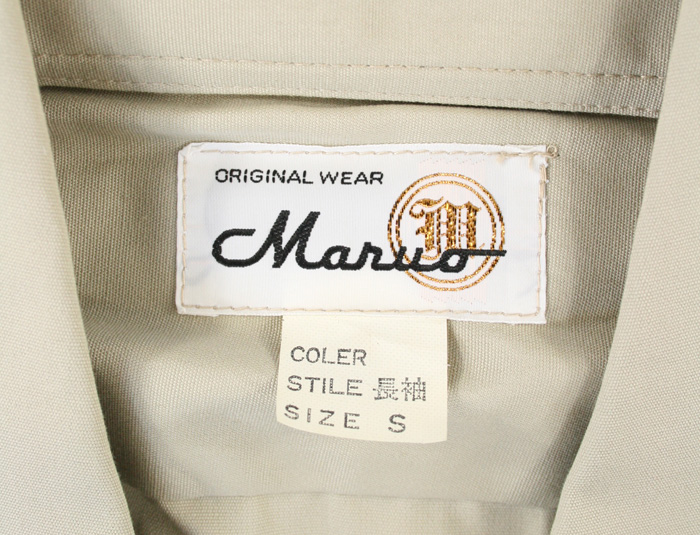 ORIGINAL WEAR
M
Maruo
COLER
STILE 長袖
SIZE S